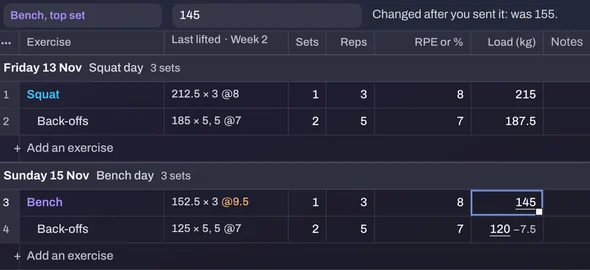 Bench, top set 145 Changed after you sent it: was 155.
••• Exercise Last lifted · Week 2 Sets Reps RPE or % Load (kg) Notes
Friday 13 Nov Squat day 3 sets
1 Squat 212.5 × 3 @8 1 3 8 215
2 Back-offs 185 × 5, 5 @7 2 5 7 187.5
+ Add an exercise
Sunday 15 Nov Bench day 3 sets
3 Bench 152.5 × 3 @9.5 1 3 8 145
4 Back-offs 125 × 5, 5 @7 2 5 7 120 −7.5
+ Add an exercise